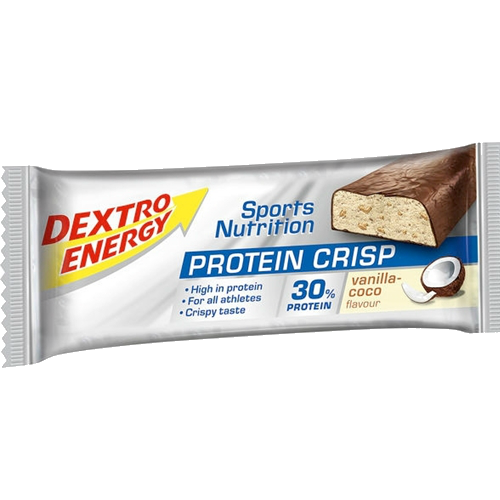 DEXTRO
ENERGY
Sports
Nutrition
PROTEIN CRISP
• High in protein
• For all athletes
• Crispy taste
30%
PROTEIN
vanilla-
coco
flavour